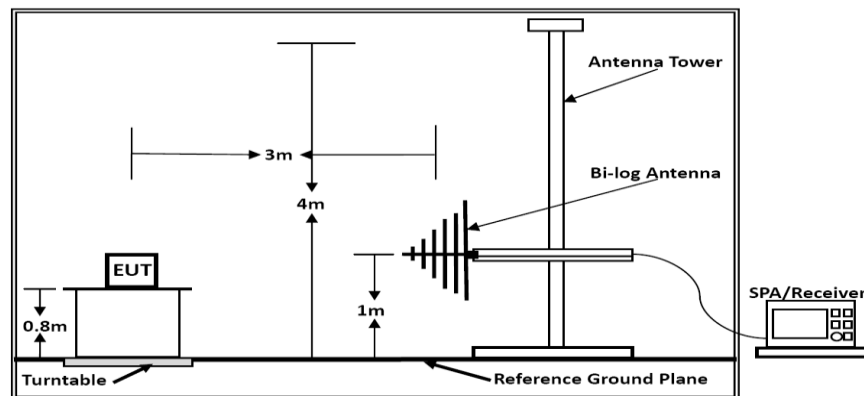 Antenna Tower
3m
Bi-log Antenna
4m
EUT
SPA/Receiver
0.8m
1m
Turntable
Reference Ground Plane